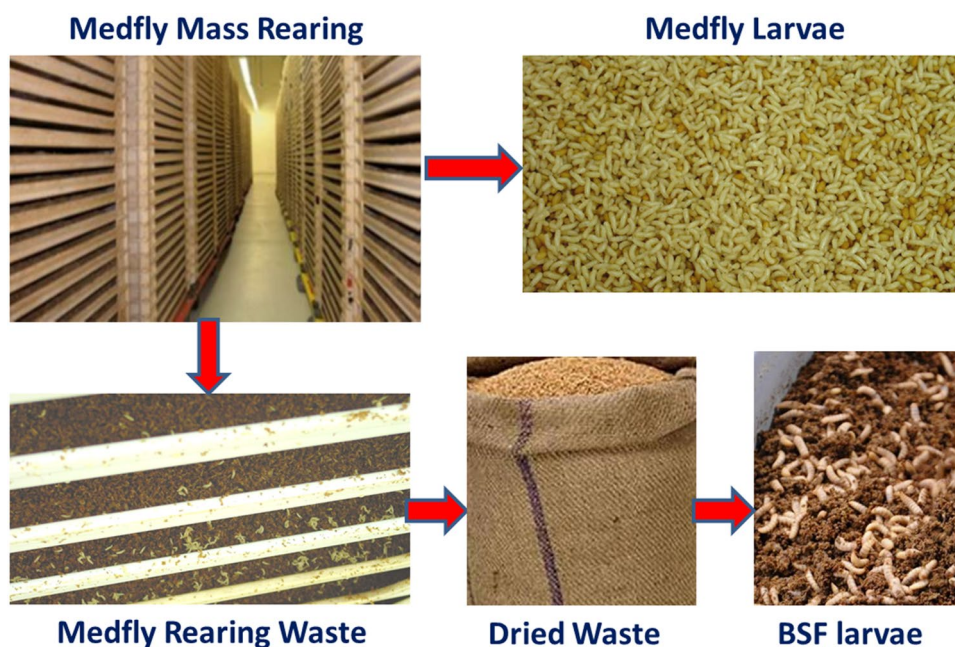 Medfly Mass Rearing
Medfly Larvae
Medfly Rearing Waste
Dried Waste
BSF larvae